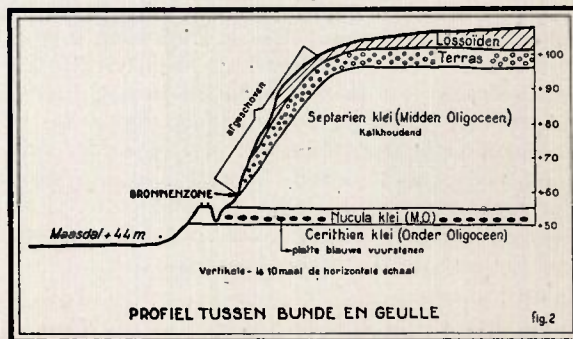 Lössoïden
Terras
+100
+90
+80
+70
+60
+50
afgeschoven
Septarien klei (Midden Oligoceen)
Kalkhoudend
BRONNENZONE
Nucula klei (M.O.)
Maasdal + 44 m
Cerithien klei (Onder Oligoceen)
platte blauwe vuurstenen
Vertikale - is 10 maal de horizontale schaal
PROFIEL TUSSEN BUNDE EN GEULLE
fig. 2